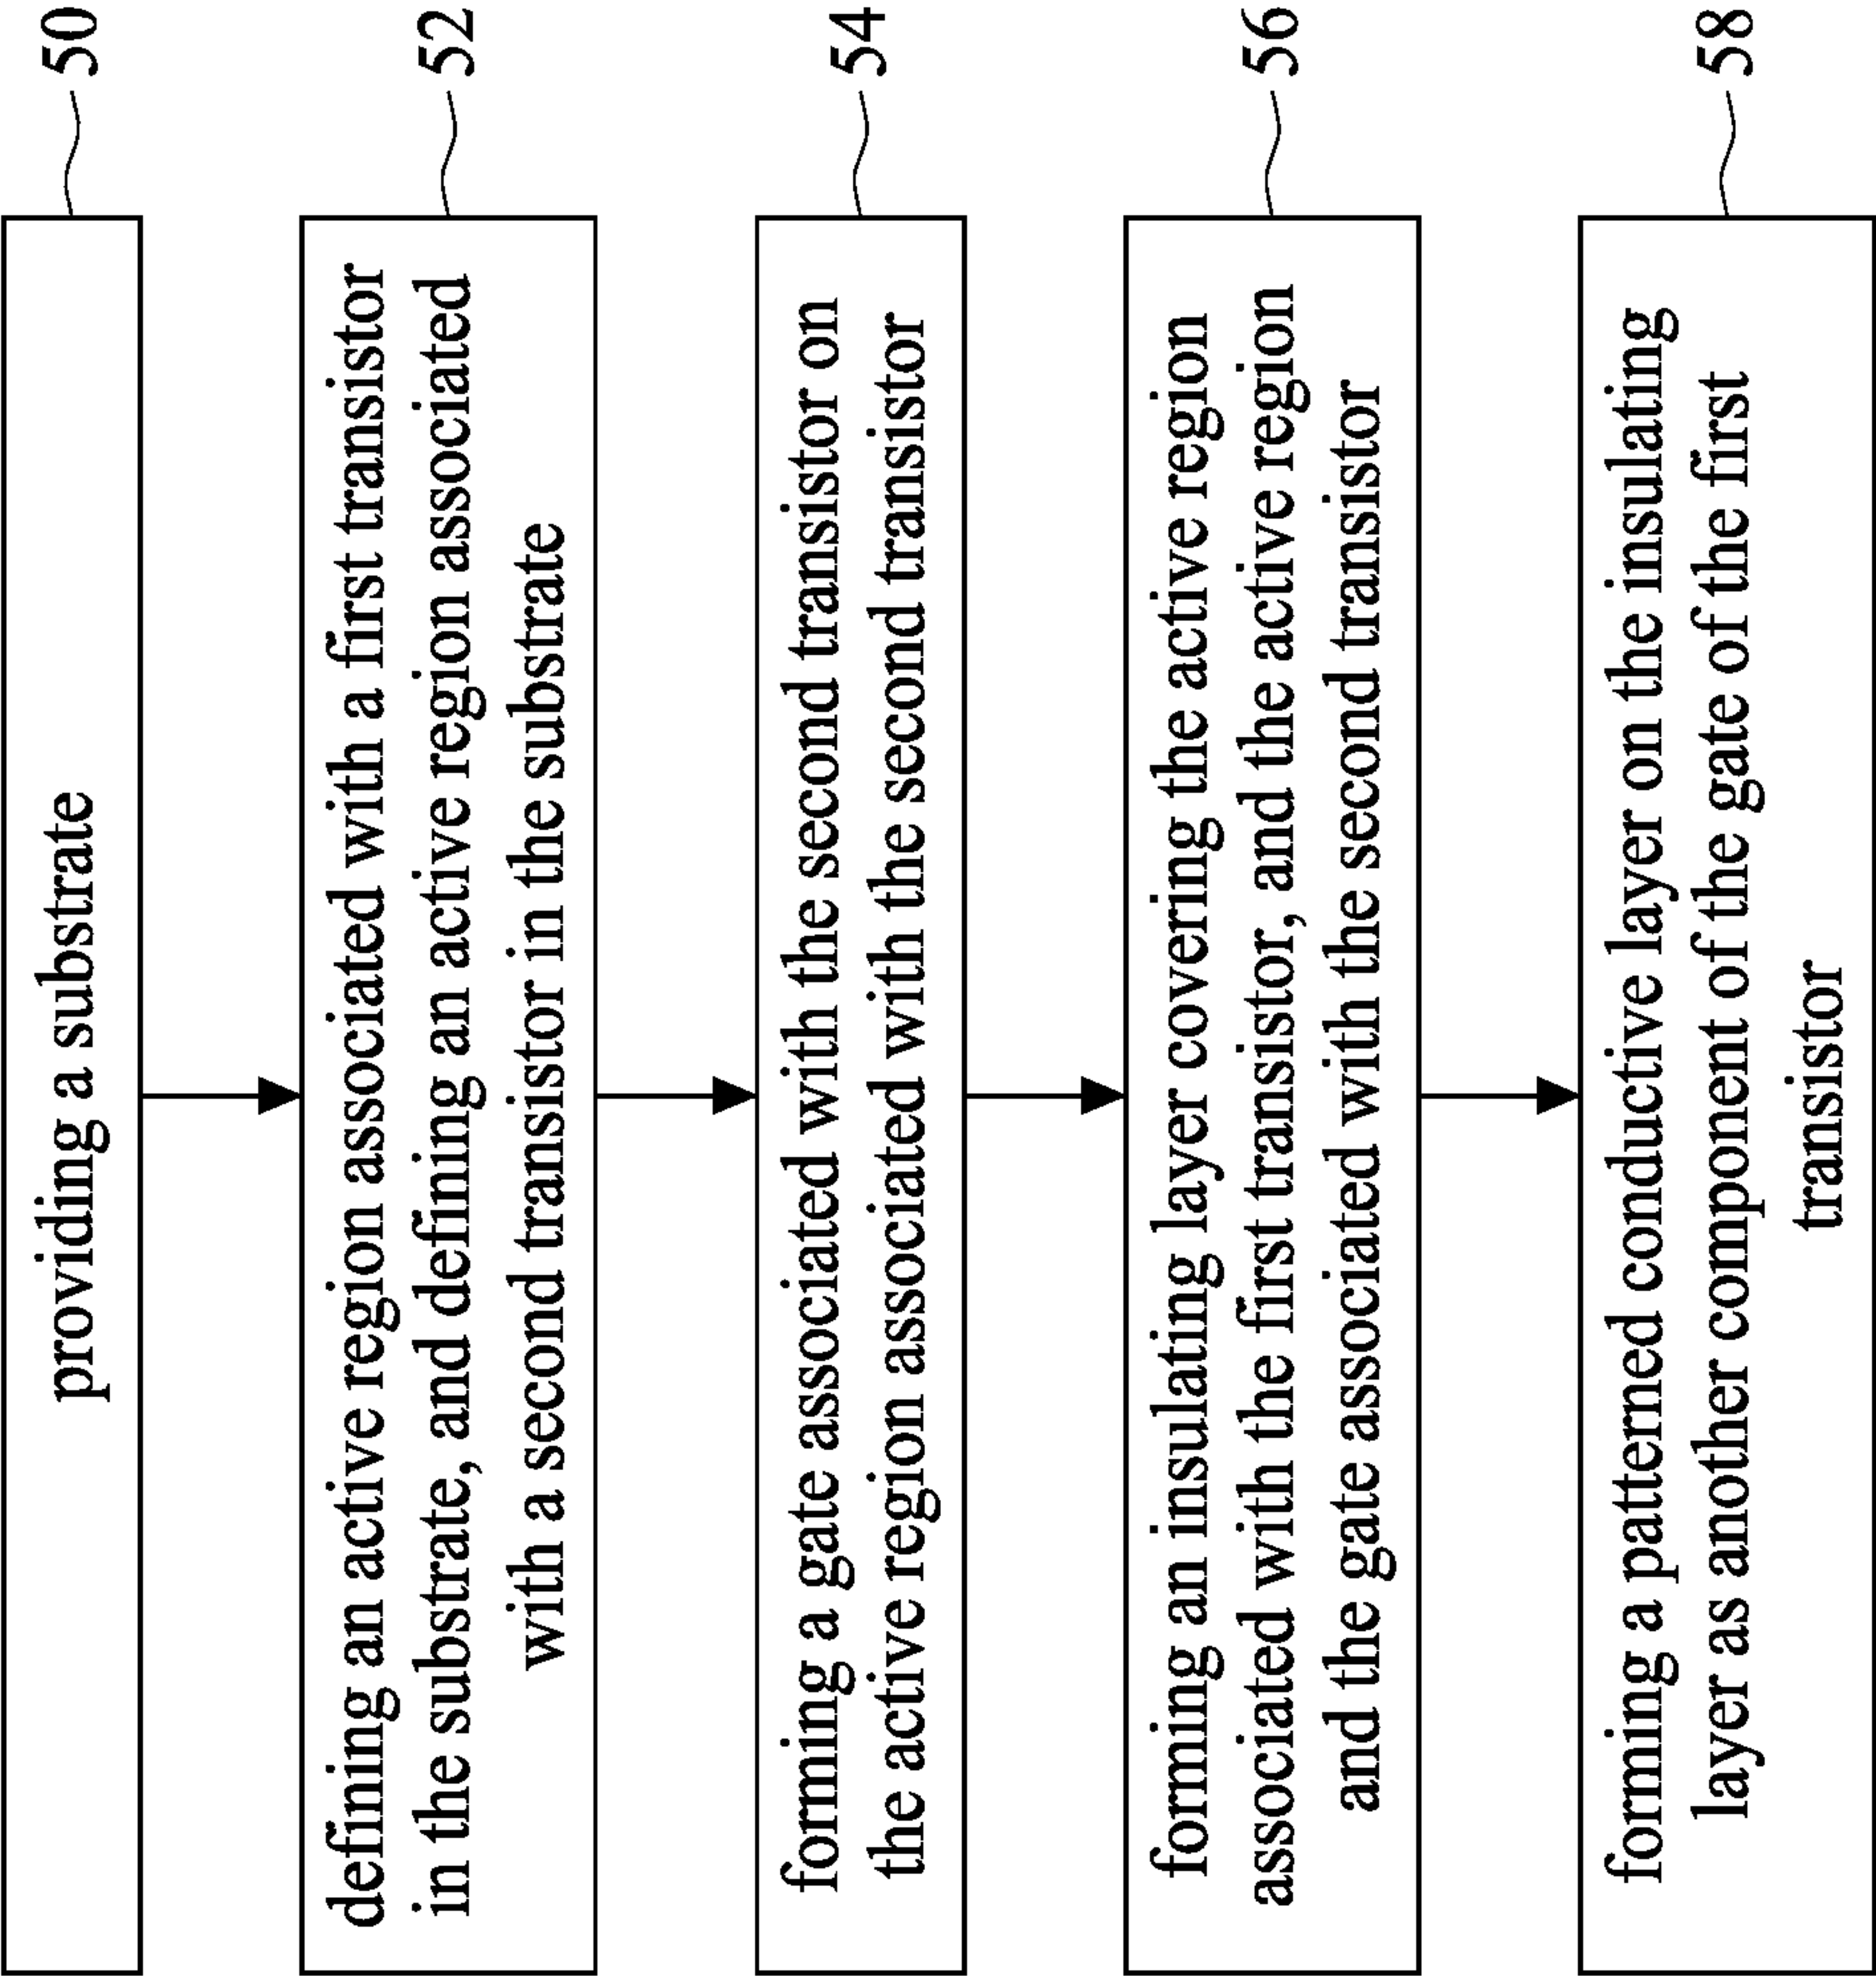 providing a substrate
50
defining an active region associated with a first transistor
in the substrate, and defining an active region associated
with a second transistor in the substrate
52
forming a gate associated with the second transistor on
the active region associated with the second transistor
54
forming an insulating layer covering the active region
associated with the first transistor, and the active region
and the gate associated with the second transistor
56
forming a patterned conductive layer on the insulating
layer as another component of the gate of the first
transistor
58